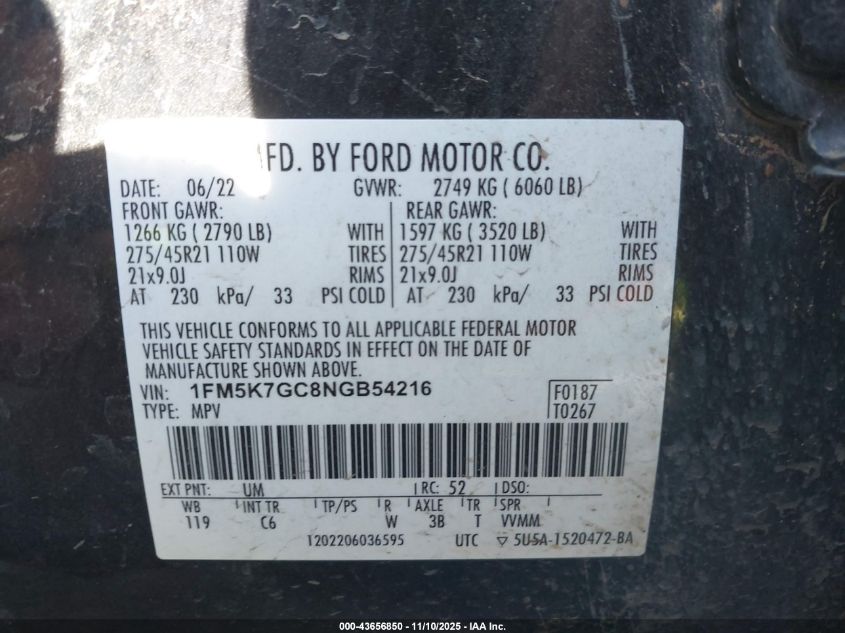 MFD. BY FORD MOTOR CO.
DATE: 06/22 GVWR: 2749 KG ( 6060 LB)
FRONT GAWR: REAR GAWR:
1266 KG ( 2790 LB) WITH 1597 KG ( 3520 LB) WITH
275/45R21 110W TIRES 275/45R21 110W TIRES
21x9.0J RIMS 21x9.0J RIMS
AT 230 kPa/ 33 PSI COLD AT 230 kPa/ 33 PSI COLD
THIS VEHICLE CONFORMS TO ALL APPLICABLE FEDERAL MOTOR
VEHICLE SAFETY STANDARDS IN EFFECT ON THE DATE OF
MANUFACTURE SHOWN ABOVE.
VIN: 1FM5K7GC8NGB54216 F0187
TYPE: MPV T0267
EXT PNT: UM RC: 52 DSO:
WB INT TR TP/PS R AXLE TR SPR
119 C6 W 3B T VVMM
1202206036595 UTC ▽ 5U5A-1520472-BA
000-43656850 - 11/10/2025 - IAA Inc.